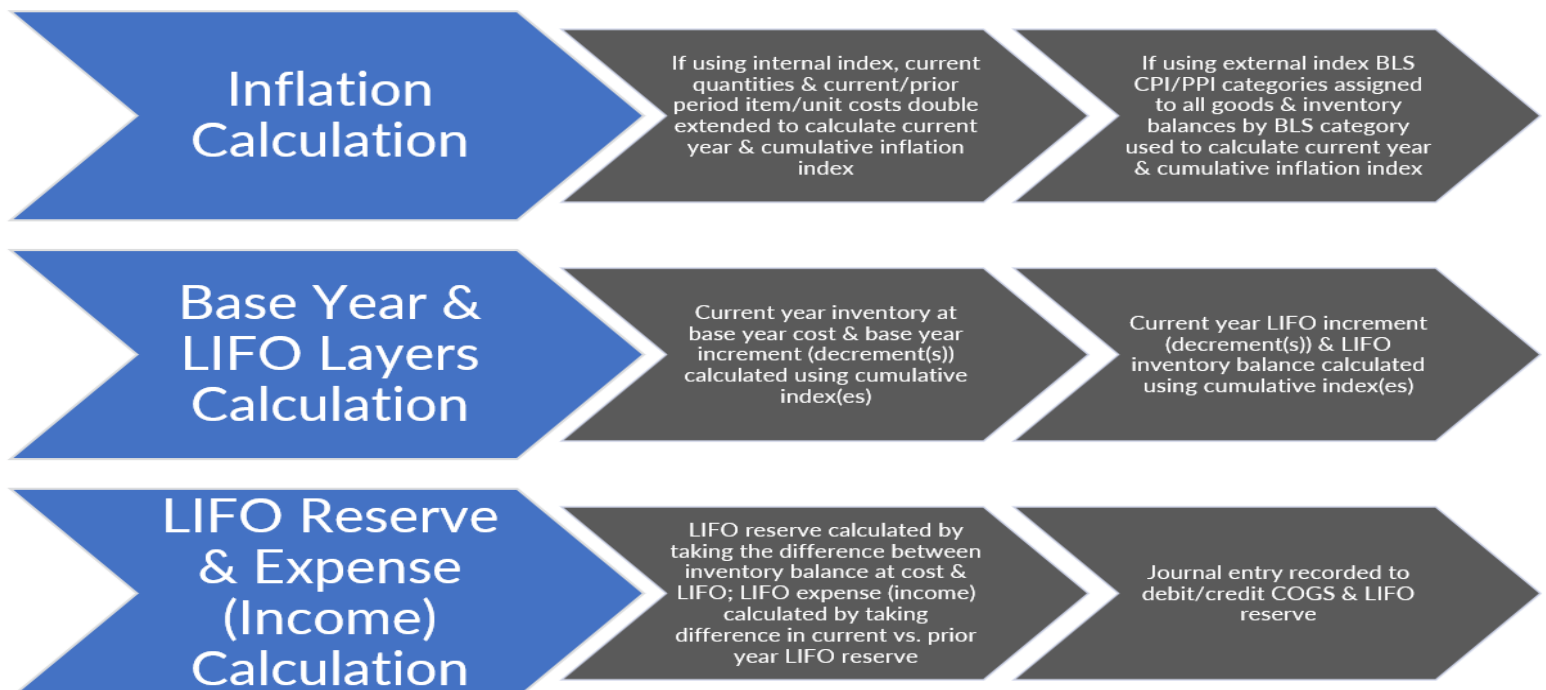 Inflation
Calculation
If using internal index, current
quantities & current/prior
period item/unit costs double
extended to calculate current
year & cumulative inflation
index
If using external index BLS
CPI/PPI categories assigned
to all goods & inventory
balances by BLS category
used to calculate current year
& cumulative inflation index
Base Year &
LIFO Layers
Calculation
Current year inventory at
base year cost & base year
increment (decrement(s))
calculated using cumulative
index(es)
Current year LIFO increment
(decrement(s)) & LIFO
inventory balance calculated
using cumulative index(es)
LIFO Reserve
& Expense
(Income)
Calculation
LIFO reserve calculated by
taking the difference between
inventory balance at cost &
LIFO; LIFO expense (income)
calculated by taking
difference in current vs. prior
year LIFO reserve
Journal entry recorded to
debit/credit COGS & LIFO
reserve